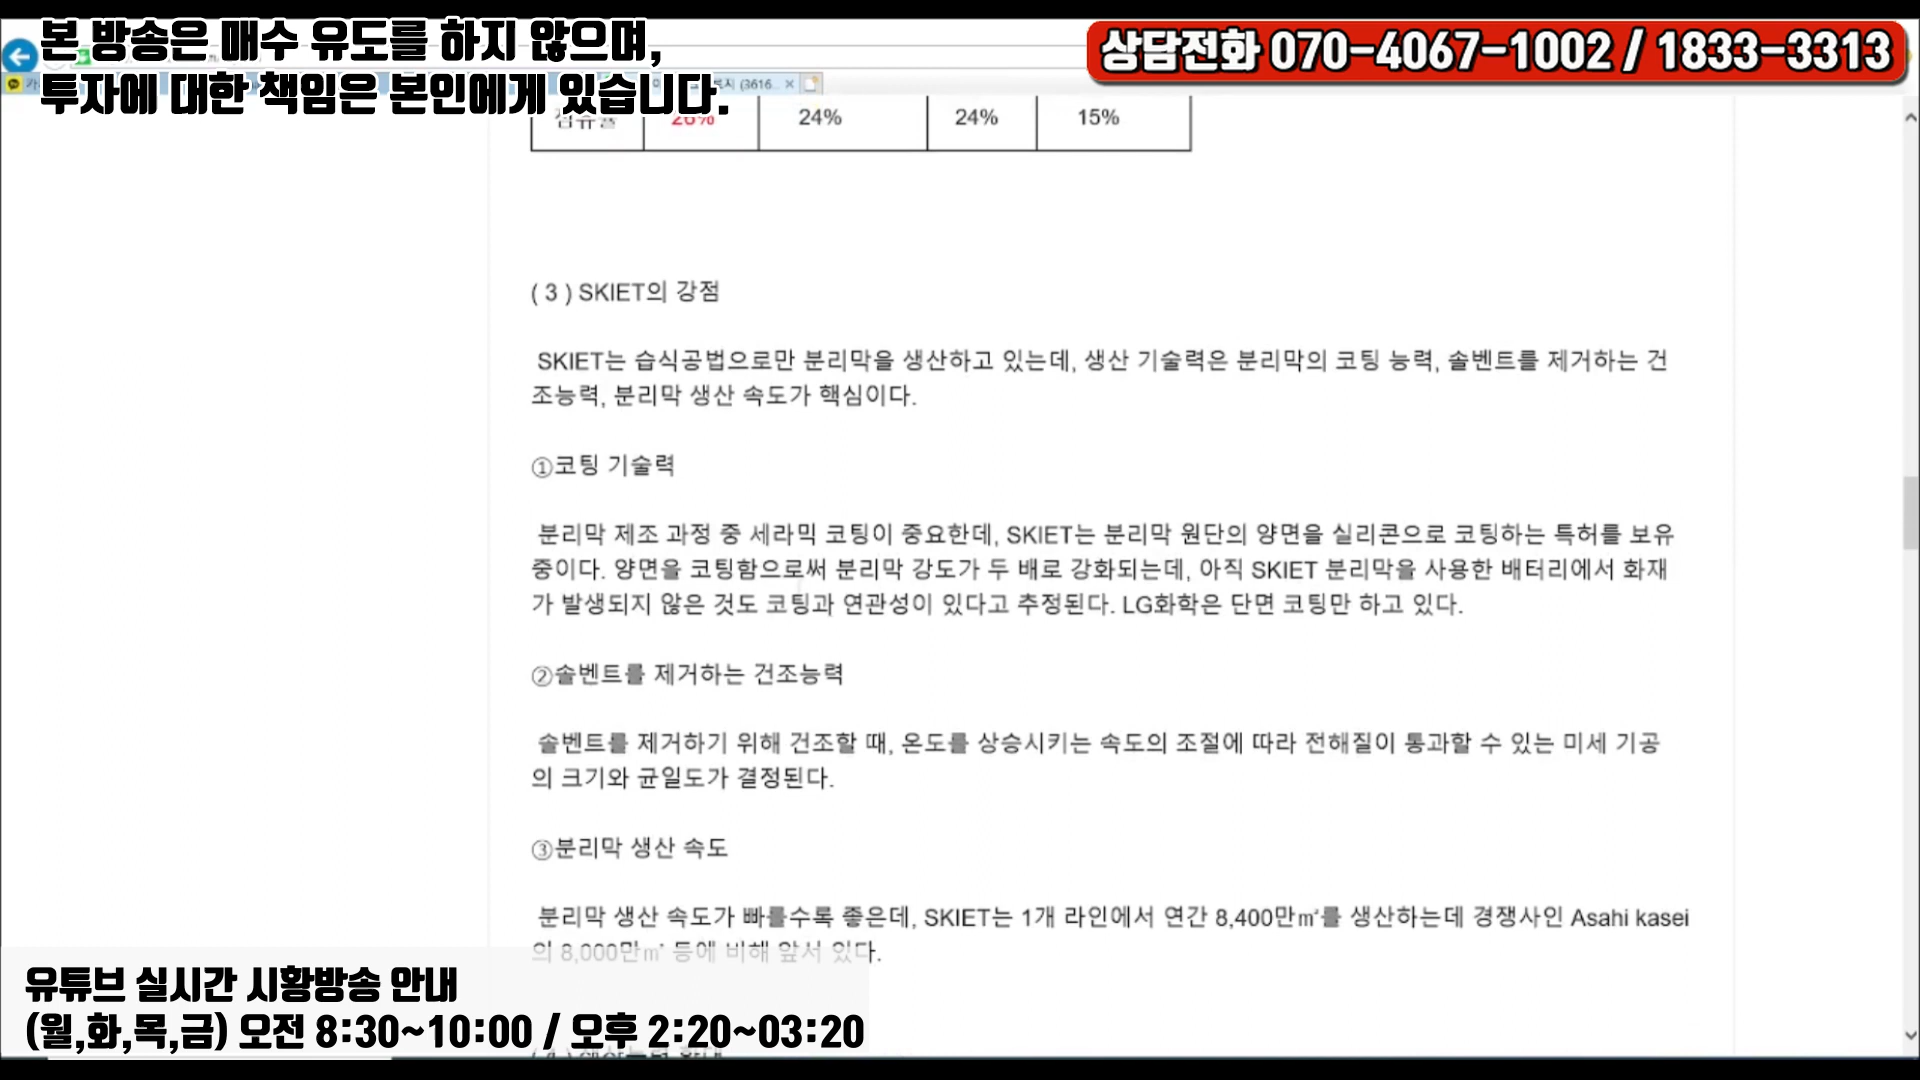 본 방송은 매수 유도를 하지 않으며,
투자에 대한 책임은 본인에게 있습니다.
상담전화 070-4067-1002 / 1833-3313
(3616...
점유율 26% 24% 24% 15%
( 3 ) SKIET의 강점
SKIET는 습식공법으로만 분리막을 생산하고 있는데, 생산 기술력은 분리막의 코팅 능력, 솔벤트를 제거하는 건
조능력, 분리막 생산 속도가 핵심이다.
①코팅 기술력
분리막 제조 과정 중 세라믹 코팅이 중요한데, SKIET는 분리막 원단의 양면을 실리콘으로 코팅하는 특허를 보유
중이다. 양면을 코팅함으로써 분리막 강도가 두 배로 강화되는데, 아직 SKIET 분리막을 사용한 배터리에서 화재
가 발생되지 않은 것도 코팅과 연관성이 있다고 추정된다. LG화학은 단면 코팅만 하고 있다.
②솔벤트를 제거하는 건조능력
솔벤트를 제거하기 위해 건조할 때, 온도를 상승시키는 속도의 조절에 따라 전해질이 통과할 수 있는 미세 기공
의 크기와 균일도가 결정된다.
③분리막 생산 속도
분리막 생산 속도가 빠를수록 좋은데, SKIET는 1개 라인에서 연간 8,400만㎡를 생산하는데 경쟁사인 Asahi kasei
의 8,000만㎡ 등에 비해 앞서 있다.
유튜브 실시간 시황방송 안내
(월,화,목,금) 오전 8:30~10:00 / 오후 2:20~03:20